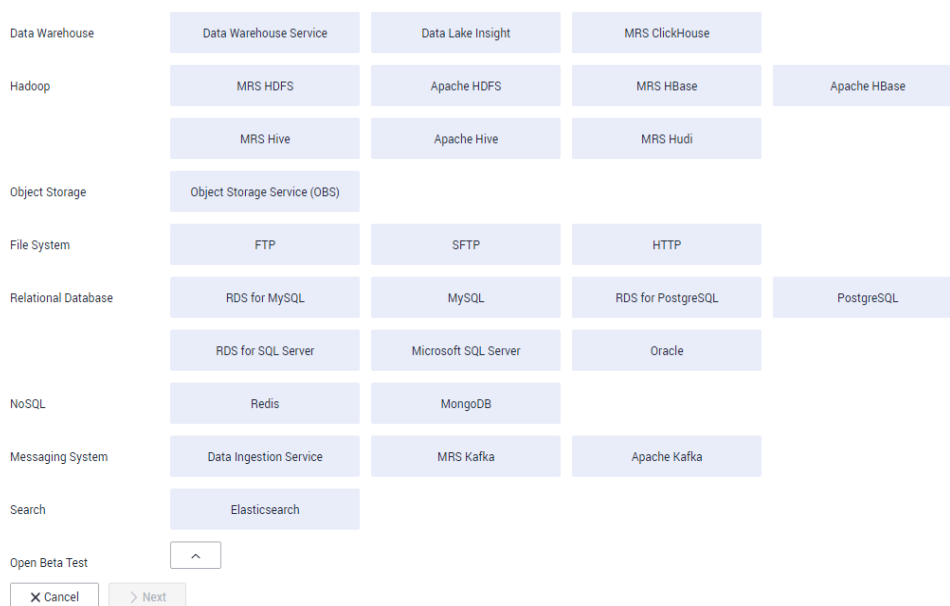 Data Warehouse Data Warehouse Service Data Lake Insight MRS ClickHouse
Hadoop MRS HDFS Apache HDFS MRS HBase Apache HBase
MRS Hive Apache Hive MRS Hudi
Object Storage Object Storage Service (OBS)
File System FTP SFTP HTTP
Relational Database RDS for MySQL MySQL RDS for PostgreSQL PostgreSQL
RDS for SQL Server Microsoft SQL Server Oracle
NoSQL Redis MongoDB
Messaging System Data Ingestion Service MRS Kafka Apache Kafka
Search Elasticsearch
Open Beta Test
Cancel Next